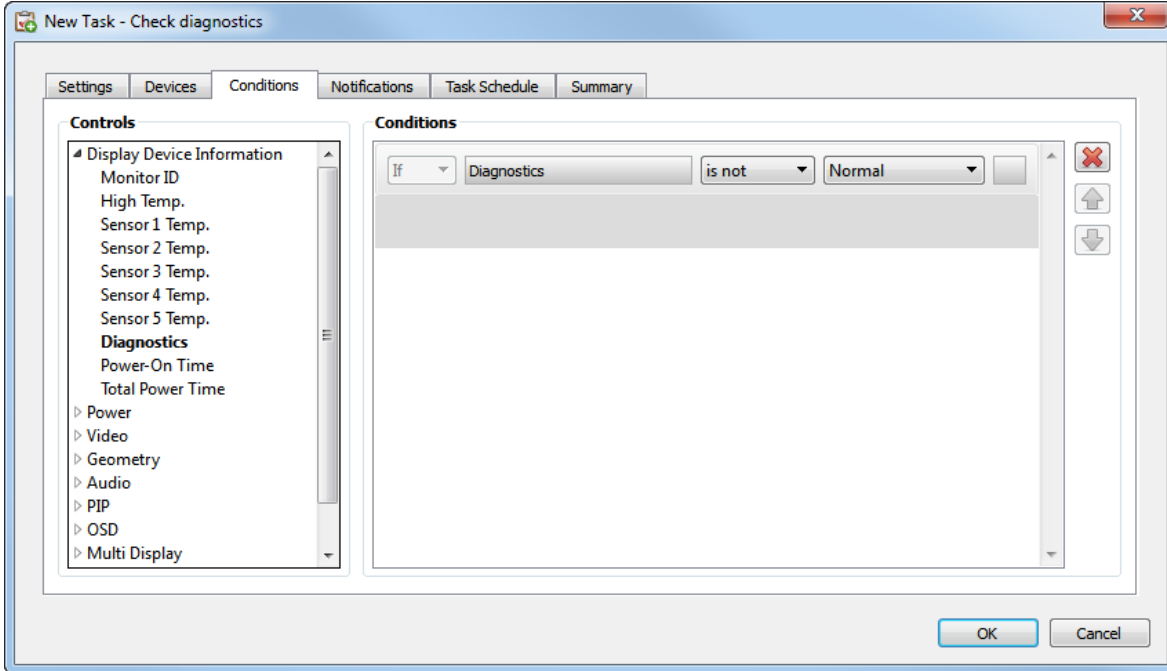 New Task - Check diagnostics
Settings Devices Conditions Notifications Task Schedule Summary
Controls
Display Device Information
Monitor ID
High Temp.
Sensor 1 Temp.
Sensor 2 Temp.
Sensor 3 Temp.
Sensor 4 Temp.
Sensor 5 Temp.
Diagnostics
Power-On Time
Total Power Time
Power
Video
Geometry
Audio
PIP
OSD
Multi Display
Conditions
If Diagnostics is not Normal
OK Cancel